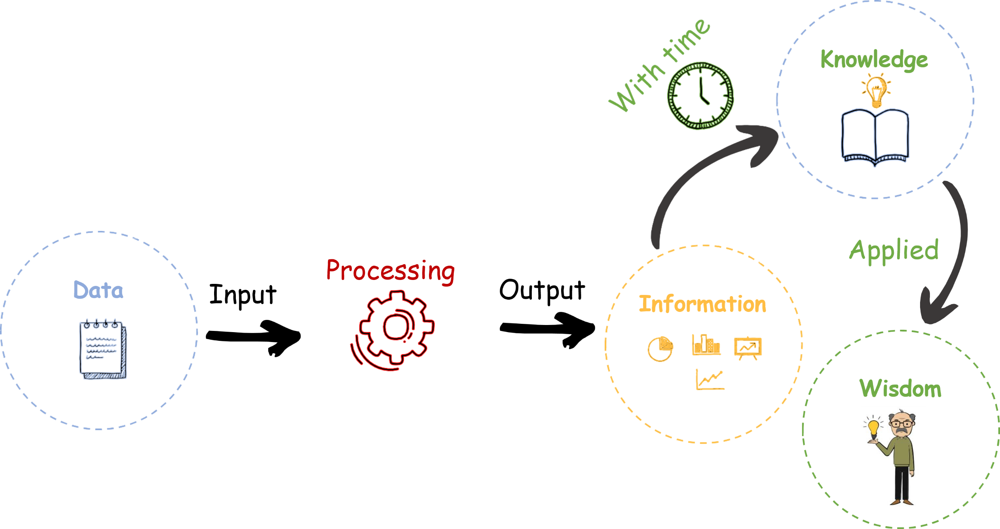 Data
Input
Processing
Output
Information
With time
Knowledge
Applied
Wisdom